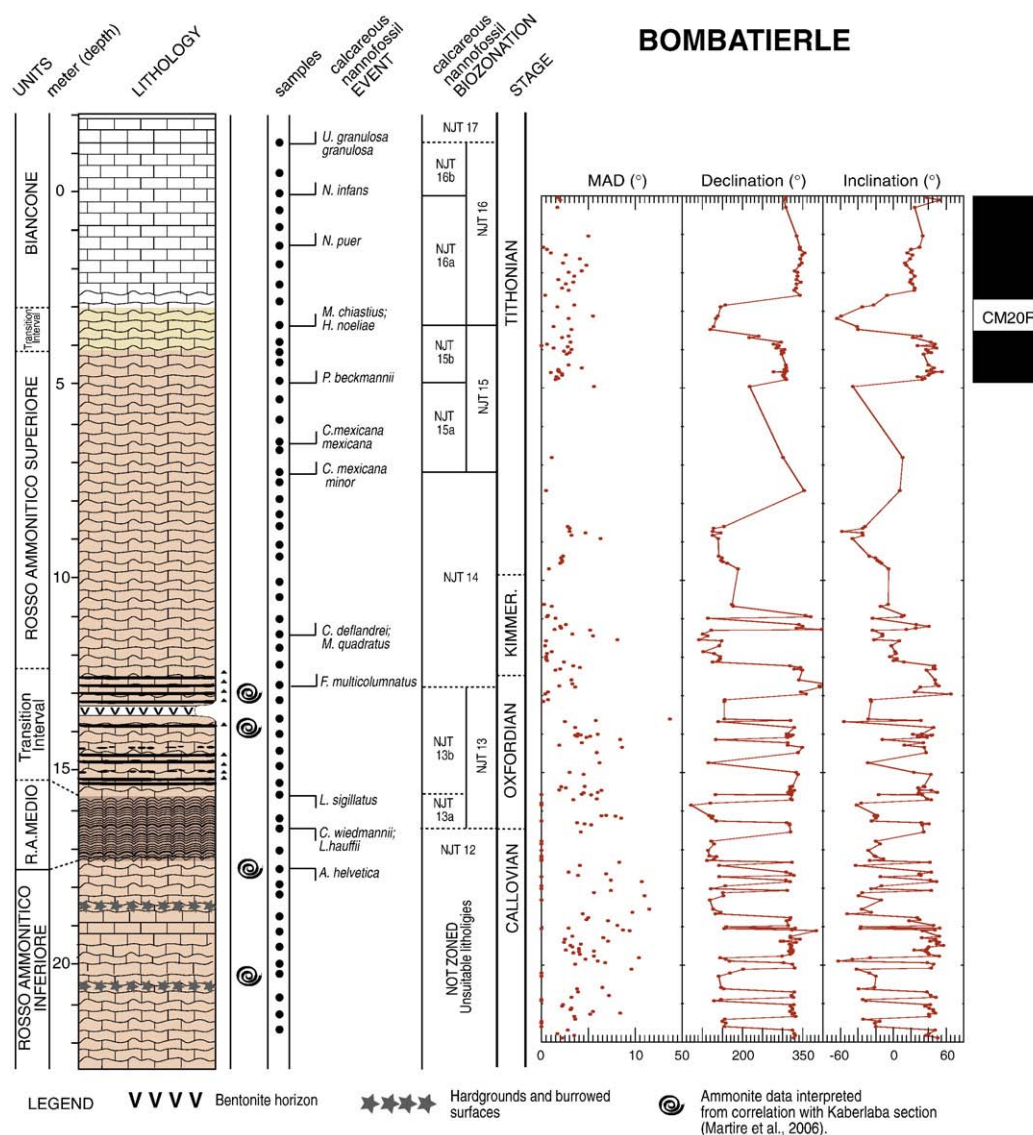 BOMBATIERLE
UNITS
meter (depth)
LITHOLOGY
samples
calcareous
nannofossil
EVENT
calcareous
nannofossil
BIOZONATION
STAGE
MAD (°)
Declination (°)
Inclination (°)
BIANCONE
Transition
Interval
ROSSO AMMONITICO SUPERIORE
Transition
Interval
R.A.MEDIO
ROSSO AMMONITICO
INFERIORE
0
5
10
15
20
V V V V V V V
U. granulosa
granulosa
N. infans
N. puer
M. chiastius;
H. noeliae
P. beckmannii
C.mexicana
mexicana
C. mexicana
minor
C. deflandrei;
M. quadratus
F. multicolumnatus
L. sigillatus
C. wiedmannii;
L.hauffii
A. helvetica
NJT 17
NJT
16b
NJT
16a
NJT 16
NJT
15b
NJT
15a
NJT 15
NJT 14
NJT
13b
NJT
13a
NJT 13
NJT 12
NOT ZONED
Unsuitable litholigies
TITHONIAN
KIMMER.
OXFORDIAN
CALLOVIAN
CM20R
0 10 50 200 350 -60 0 60
LEGEND
V V V V Bentonite horizon
Hardgrounds and burrowed
surfaces
Ammonite data interpreted
from correlation with Kaberlaba section
(Martire et al., 2006).